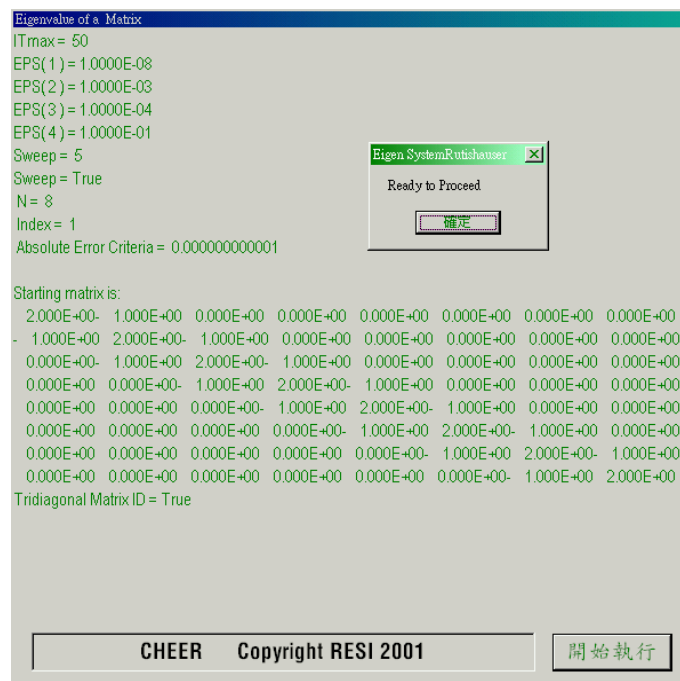 Eigenvalue of a Matrix
ITmax = 50
EPS( 1 ) = 1.0000E-08
EPS( 2 ) = 1.0000E-03
EPS( 3 ) = 1.0000E-04
EPS( 4 ) = 1.0000E-01
Sweep = 5
Sweep = True
N = 8
Index = 1
Absolute Error Criteria = 0.000000000001
Eigen SystemRutishauser
Ready to Proceed
確定
Starting matrix is:
2.000E+00- 1.000E+00 0.000E+00 0.000E+00 0.000E+00 0.000E+00 0.000E+00 0.000E+00
- 1.000E+00 2.000E+00- 1.000E+00 0.000E+00 0.000E+00 0.000E+00 0.000E+00 0.000E+00
0.000E+00- 1.000E+00 2.000E+00- 1.000E+00 0.000E+00 0.000E+00 0.000E+00 0.000E+00
0.000E+00 0.000E+00- 1.000E+00 2.000E+00- 1.000E+00 0.000E+00 0.000E+00 0.000E+00
0.000E+00 0.000E+00 0.000E+00- 1.000E+00 2.000E+00- 1.000E+00 0.000E+00 0.000E+00
0.000E+00 0.000E+00 0.000E+00 0.000E+00- 1.000E+00 2.000E+00- 1.000E+00 0.000E+00
0.000E+00 0.000E+00 0.000E+00 0.000E+00 0.000E+00- 1.000E+00 2.000E+00- 1.000E+00
0.000E+00 0.000E+00 0.000E+00 0.000E+00 0.000E+00 0.000E+00- 1.000E+00 2.000E+00
Tridiagonal Matrix ID = True
CHEER Copyright RESI 2001
開始執行